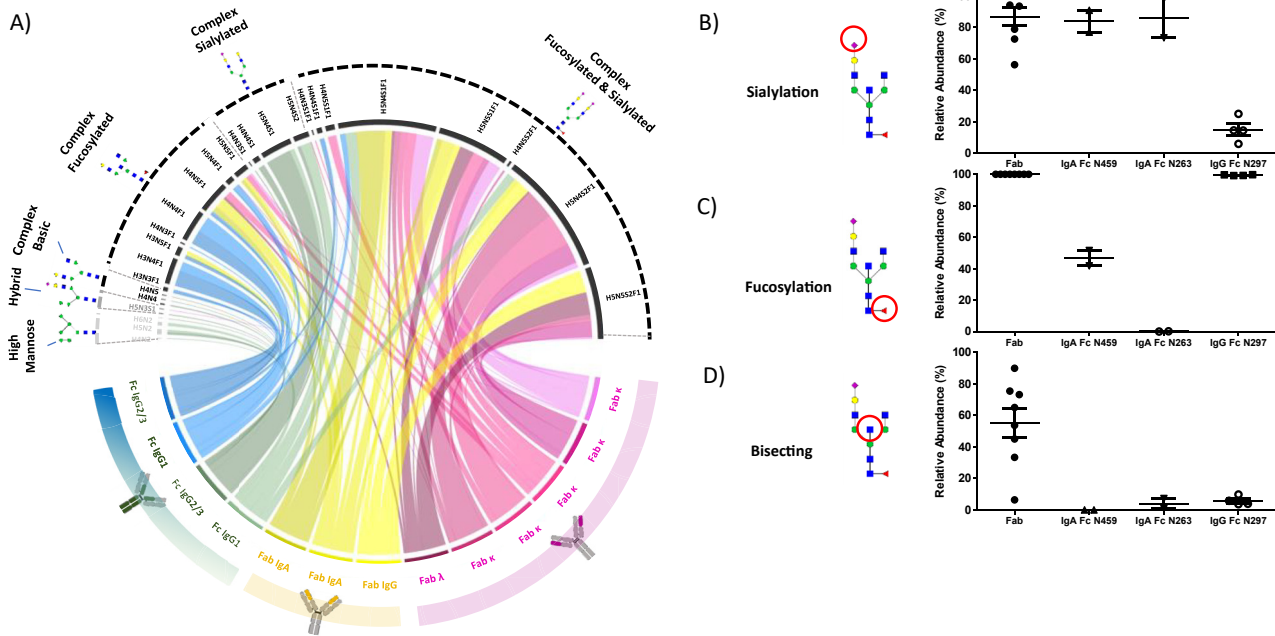 A)
Complex
Sialylated
Complex
Fucosylated & Sialylated
Complex
Fucosylated
Complex
Basic
Hybrid
High
Mannose
H5N2
H6N2
H5N3S1
H4N4
H4N5
H3N3F1
H3N4F1
H3N5F1
H4N3F1
H4N4F1
H4N5F1
H5N4F1
H5N5F1
H4N3S1
H4N4S1
H5N4S1
H5N4S2
H4N3S1F1
H4N4S1F1
H4N5S1F1
H5N4S1F1
H5N5S1F1
H4N5S2F1
H5N4S2F1
H5N5S2F1
Fc IgG2/3
Fc IgG1
Fc IgG2/3
Fc IgG1
Fab IgA
Fab IgA
Fab IgG
Fab λ
Fab κ
Fab κ
Fab κ
Fab κ
Fab κ
B)
Sialylation
Relative Abundance (%)
80
60
40
20
0
Fab IgA Fc N459 IgA Fc N263 IgG Fc N297
C)
Fucosylation
Relative Abundance (%)
100
80
60
40
20
0
Fab IgA Fc N459 IgA Fc N263 IgG Fc N297
D)
Bisecting
Relative Abundance (%)
100
80
60
40
20
0
Fab IgA Fc N459 IgA Fc N263 IgG Fc N297